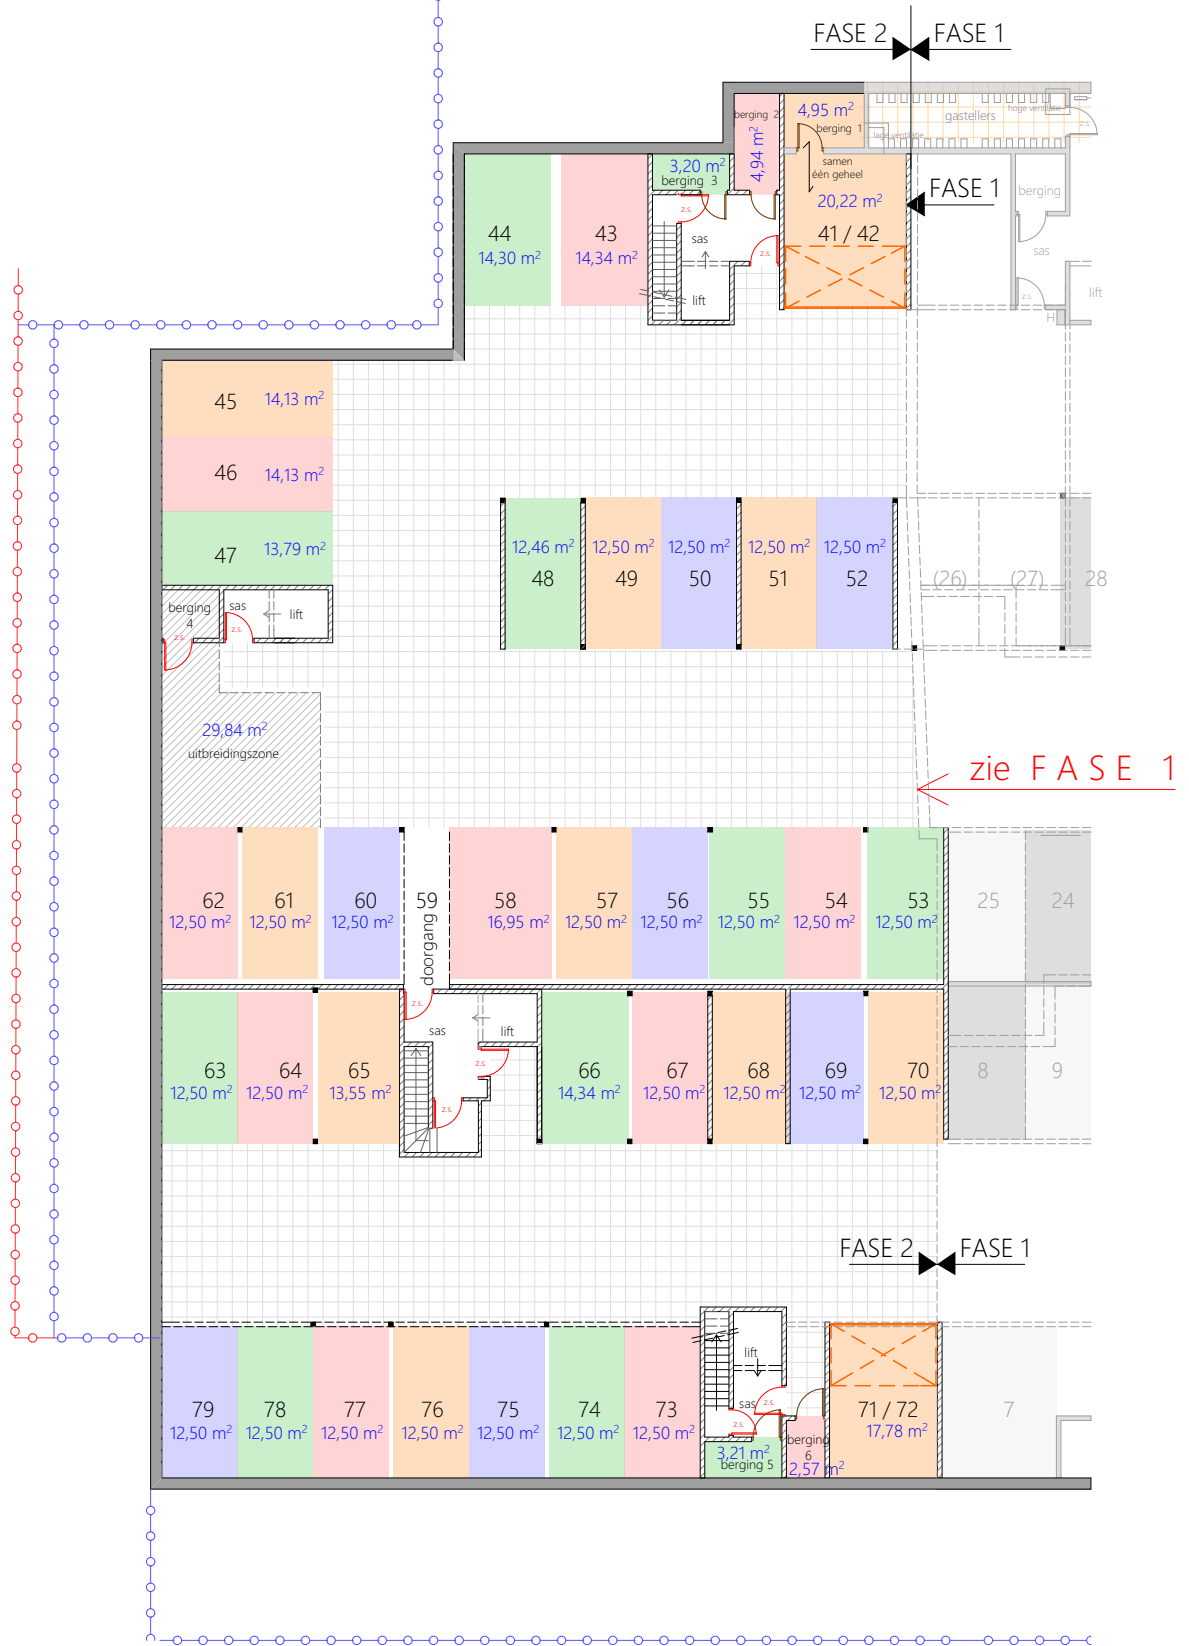 FASE 2
FASE 1
berging 2
4,94 m²
4,95 m²
berging 1
gastellers
hoge ventilatie
lage ventilatie
z.s.
3,20 m²
berging 3
samen
één geheel
20,22 m²
41 / 42
FASE 1
berging
44
14,30 m²
43
14,34 m²
z.s.
sas
z.s.
lift
sas
z.s.
lift
H
45
14,13 m²
46
14,13 m²
47
13,79 m²
12,46 m²
48
12,50 m²
49
12,50 m²
50
12,50 m²
51
12,50 m²
52
(26)
(27)
28
berging
4
z.s.
sas
z.s.
lift
29,84 m²
uitbreidingszone
zie FASE 1
62
12,50 m²
61
12,50 m²
60
12,50 m²
59
doorgang
58
16,95 m²
57
12,50 m²
56
12,50 m²
55
12,50 m²
54
12,50 m²
53
12,50 m²
25
24
63
12,50 m²
64
12,50 m²
65
13,55 m²
z.s.
sas
lift
z.s.
z.s.
66
14,34 m²
67
12,50 m²
68
12,50 m²
69
12,50 m²
70
12,50 m²
8
9
FASE 2
FASE 1
79
12,50 m²
78
12,50 m²
77
12,50 m²
76
12,50 m²
75
12,50 m²
74
12,50 m²
73
12,50 m²
lift
sas
z.s.
z.s.
3,21 m²
berging 5
berging
6
2,57 m²
71 / 72
17,78 m²
7